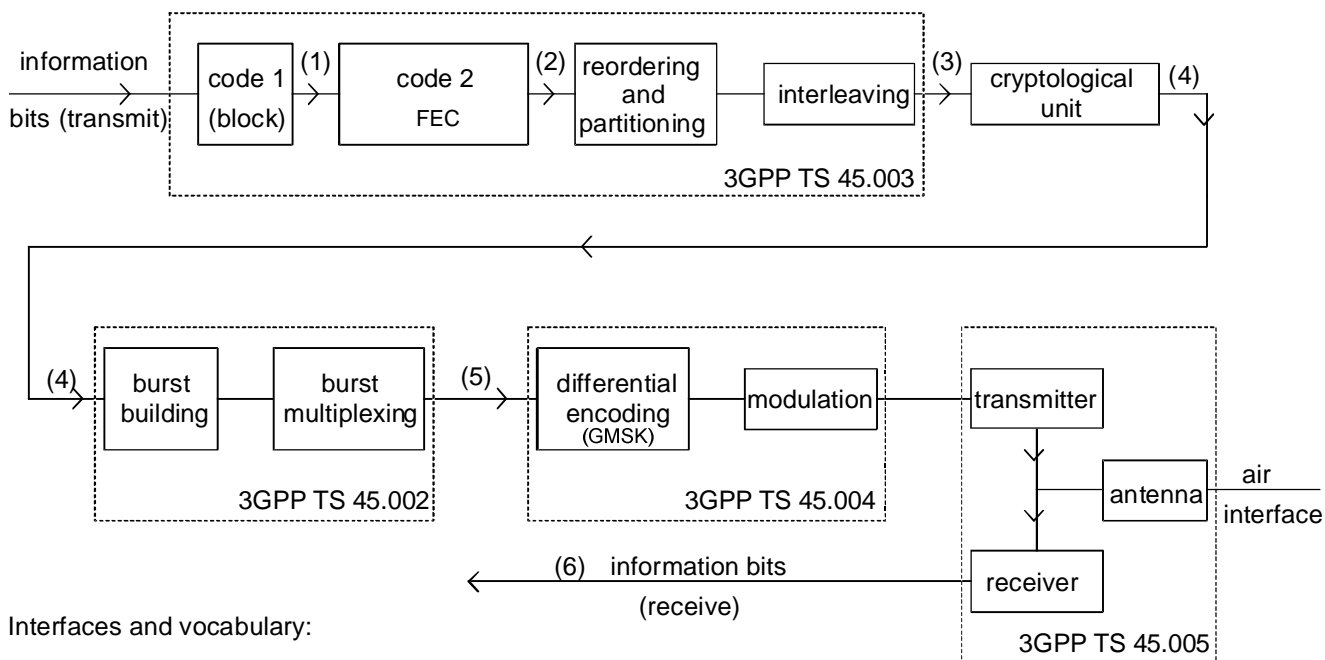 information
bits (transmit)
code 1
(block)
(1)
code 2
FEC
(2)
reordering
and
partitioning
interleaving
(3)
cryptological
unit
(4)
3GPP TS 45.003
(4)
burst
building
burst
multiplexing
(5)
differential
encoding
(GMSK)
modulation
transmitter
3GPP TS 45.002
3GPP TS 45.004
antenna
air
interface
(6) information bits
(receive)
receiver
Interfaces and vocabulary:
3GPP TS 45.005